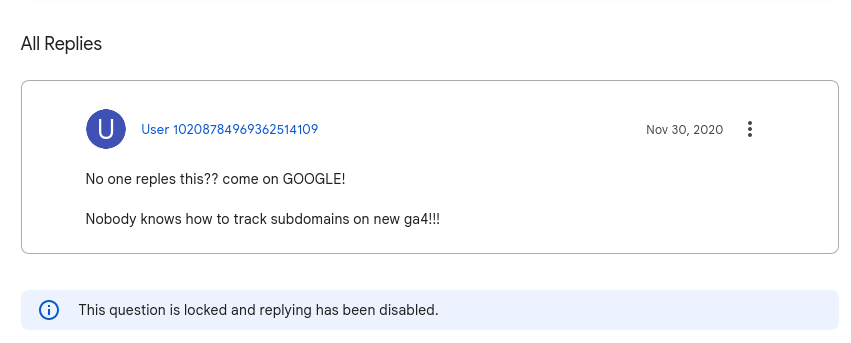 All Replies
U
User 10208784969362514109
Nov 30, 2020
No one reples this?? come on GOOGLE!
Nobody knows how to track subdomains on new ga4!!!
This question is locked and replying has been disabled.